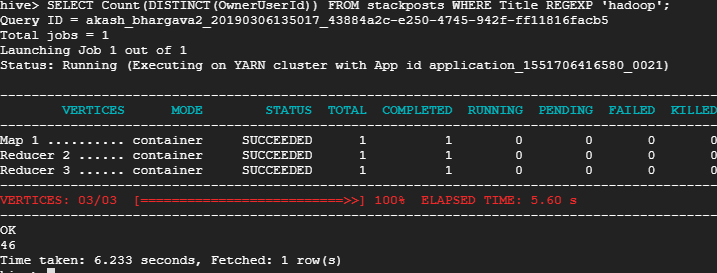 hive> SELECT Count(DISTINCT(OwnerUserId)) FROM stackposts WHERE Title REGEXP 'hadoop';
Query ID = akash_bhargava2_20190306135017_43884a2c-e250-4745-942f-ff11816facb5
Total jobs = 1
Launching Job 1 out of 1
Status: Running (Executing on YARN cluster with App id application_1551706416580_0021)
----------------------------------------------------------------------------------------------
VERTICES MODE STATUS TOTAL COMPLETED RUNNING PENDING FAILED KILLED
----------------------------------------------------------------------------------------------
Map 1 .......... container SUCCEEDED 1 1 0 0 0 0
Reducer 2 ...... container SUCCEEDED 1 1 0 0 0 0
Reducer 3 ...... container SUCCEEDED 1 1 0 0 0 0
----------------------------------------------------------------------------------------------
VERTICES: 03/03 [==========================>>] 100% ELAPSED TIME: 5.60 s
----------------------------------------------------------------------------------------------
OK
46
Time taken: 6.233 seconds, Fetched: 1 row(s)